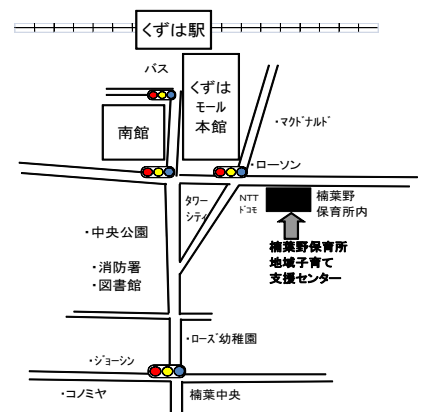 くずは駅
バス
くずは
モール
本館
南館
・マクドナルド
・ローソン
タワー
シティ
NTT
ドコモ
楠葉野
保育所内
・中央公園
楠葉野保育所
地域子育て
支援センター
・消防署
・図書館
・ローズ幼稚園
・ジョーシン
・コノミヤ
楠葉中央